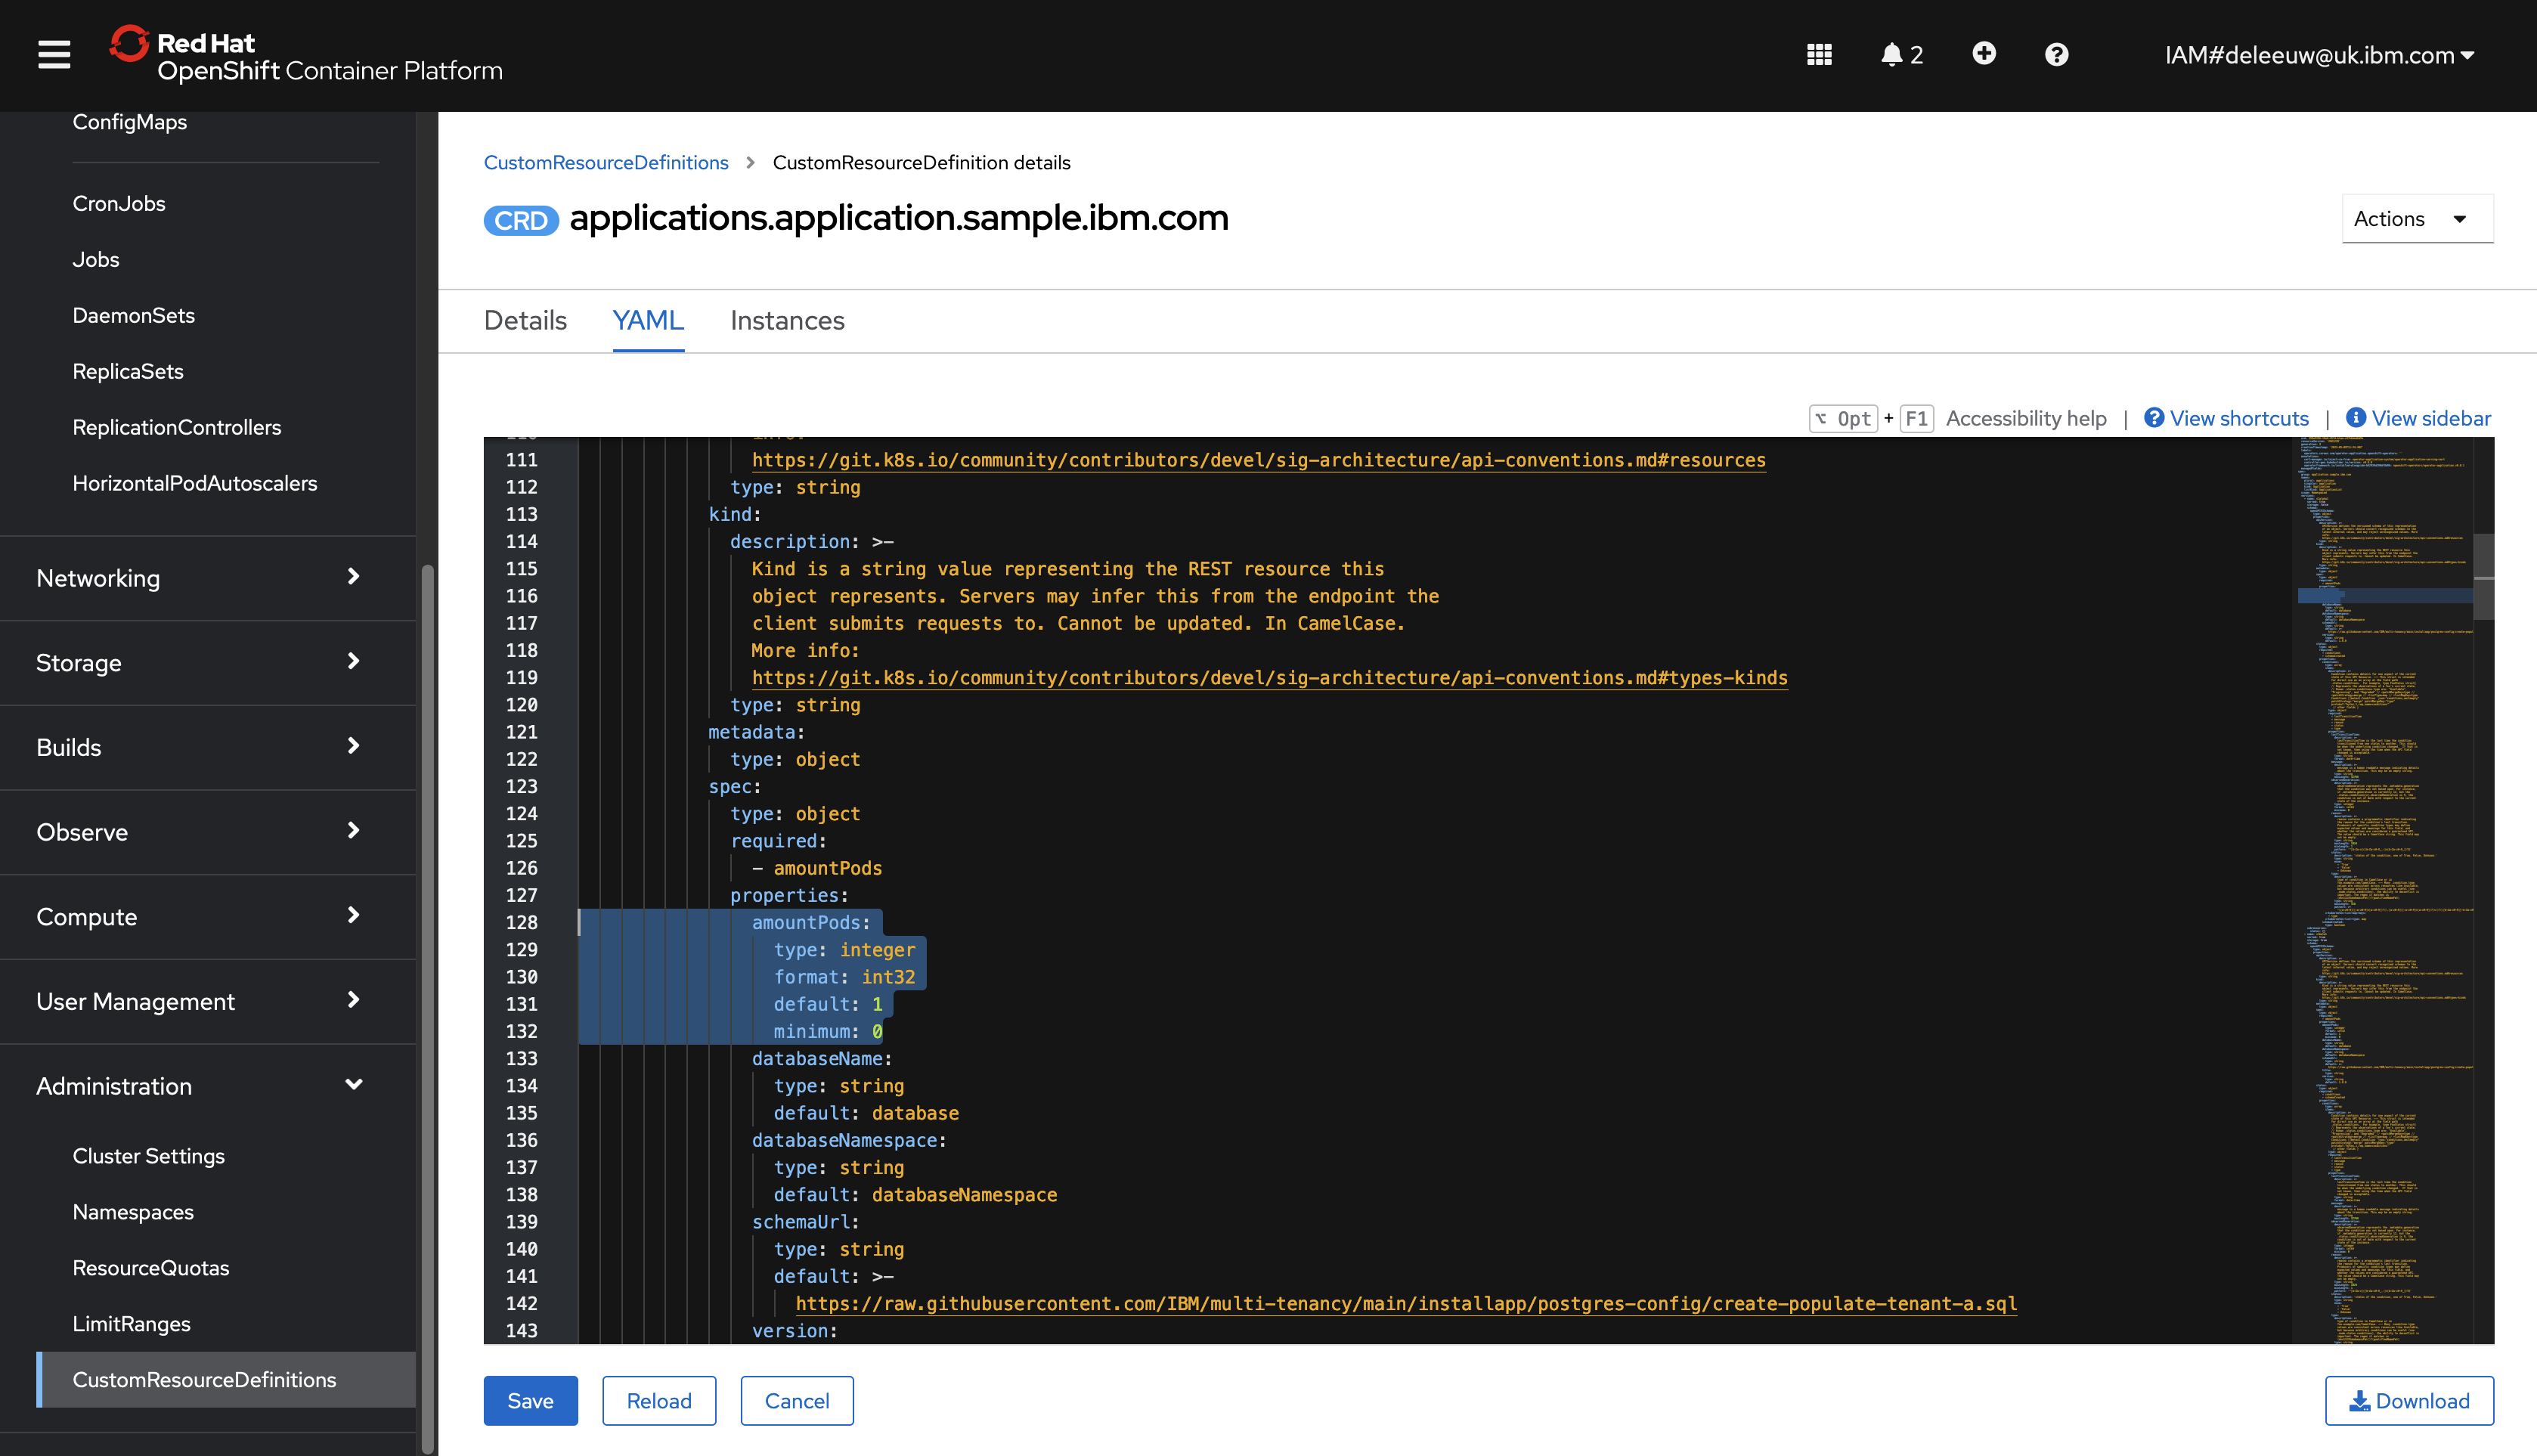 Red Hat
OpenShift Container Platform
2
IAM#deleeuw@uk.ibm.com
ConfigMaps
CronJobs
Jobs
DaemonSets
ReplicaSets
ReplicationControllers
HorizontalPodAutoscalers
Networking
Storage
Builds
Observe
Compute
User Management
Administration
Cluster Settings
Namespaces
ResourceQuotas
LimitRanges
CustomResourceDefinitions
CustomResourceDefinitions > CustomResourceDefinition details
CRD applications.application.sample.ibm.com
Actions
Details YAML Instances
⌥ Opt + F1 Accessibility help | View shortcuts | View sidebar
111 https://git.k8s.io/community/contributors/devel/sig-architecture/api-conventions.md#resources
112 type: string
113 kind:
114 description: >-
115 Kind is a string value representing the REST resource this
116 object represents. Servers may infer this from the endpoint the
117 client submits requests to. Cannot be updated. In CamelCase.
118 More info:
119 https://git.k8s.io/community/contributors/devel/sig-architecture/api-conventions.md#types-kinds
120 type: string
121 metadata:
122 type: object
123 spec:
124 type: object
125 required:
126 - amountPods
127 properties:
128 amountPods:
129 type: integer
130 format: int32
131 default: 1
132 minimum: 0
133 databaseName:
134 type: string
135 default: database
136 databaseNamespace:
137 type: string
138 default: databaseNamespace
139 schemaUrl:
140 type: string
141 default: >-
142 https://raw.githubusercontent.com/IBM/multi-tenancy/main/installapp/postgres-config/create-populate-tenant-a.sql
143 version:
Save Reload Cancel Download